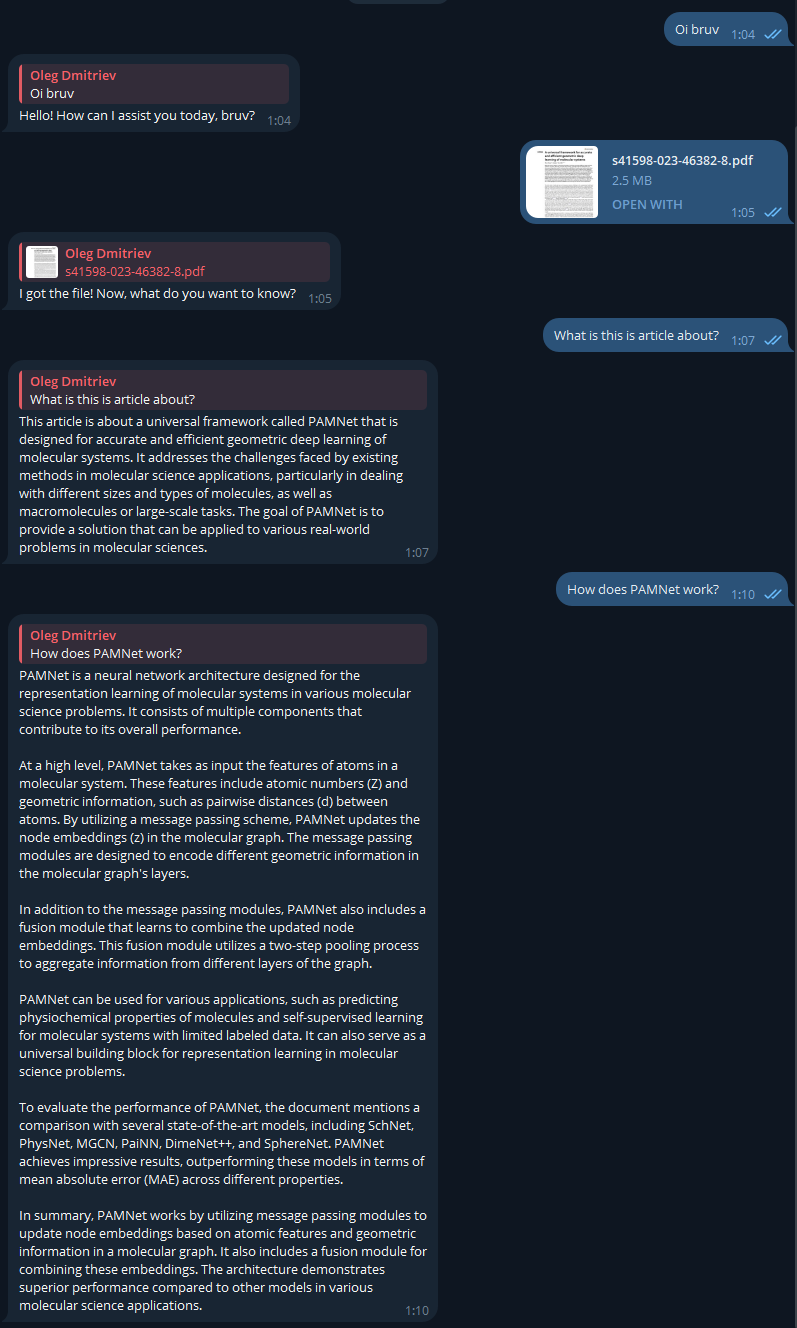 Oi bruv 1:04
Oleg Dmitriev
Oi bruv
Hello! How can I assist you today, bruv? 1:04
s41598-023-46382-8.pdf
2.5 MB
OPEN WITH 1:05
Oleg Dmitriev
s41598-023-46382-8.pdf
I got the file! Now, what do you want to know? 1:05
What is this is article about? 1:07
Oleg Dmitriev
What is this is article about?
This article is about a universal framework called PAMNet that is
designed for accurate and efficient geometric deep learning of
molecular systems. It addresses the challenges faced by existing
methods in molecular science applications, particularly in dealing
with different sizes and types of molecules, as well as
macromolecules or large-scale tasks. The goal of PAMNet is to
provide a solution that can be applied to various real-world
problems in molecular sciences. 1:07
How does PAMNet work? 1:10
Oleg Dmitriev
How does PAMNet work?
PAMNet is a neural network architecture designed for the
representation learning of molecular systems in various molecular
science problems. It consists of multiple components that
contribute to its overall performance.
At a high level, PAMNet takes as input the features of atoms in a
molecular system. These features include atomic numbers (Z) and
geometric information, such as pairwise distances (d) between
atoms. By utilizing a message passing scheme, PAMNet updates the
node embeddings (z) in the molecular graph. The message passing
modules are designed to encode different geometric information in
the molecular graph's layers.
In addition to the message passing modules, PAMNet also includes a
fusion module that learns to combine the updated node
embeddings. This fusion module utilizes a two-step pooling process
to aggregate information from different layers of the graph.
PAMNet can be used for various applications, such as predicting
physiochemical properties of molecules and self-supervised learning
for molecular systems with limited labeled data. It can also serve as a
universal building block for representation learning in molecular
science problems.
To evaluate the performance of PAMNet, the document mentions a
comparison with several state-of-the-art models, including SchNet,
PhysNet, MGCN, PaiNN, DimeNet++, and SphereNet. PAMNet
achieves impressive results, outperforming these models in terms of
mean absolute error (MAE) across different properties.
In summary, PAMNet works by utilizing message passing modules to
update node embeddings based on atomic features and geometric
information in a molecular graph. It also includes a fusion module for
combining these embeddings. The architecture demonstrates
superior performance compared to other models in various
molecular science applications. 1:10